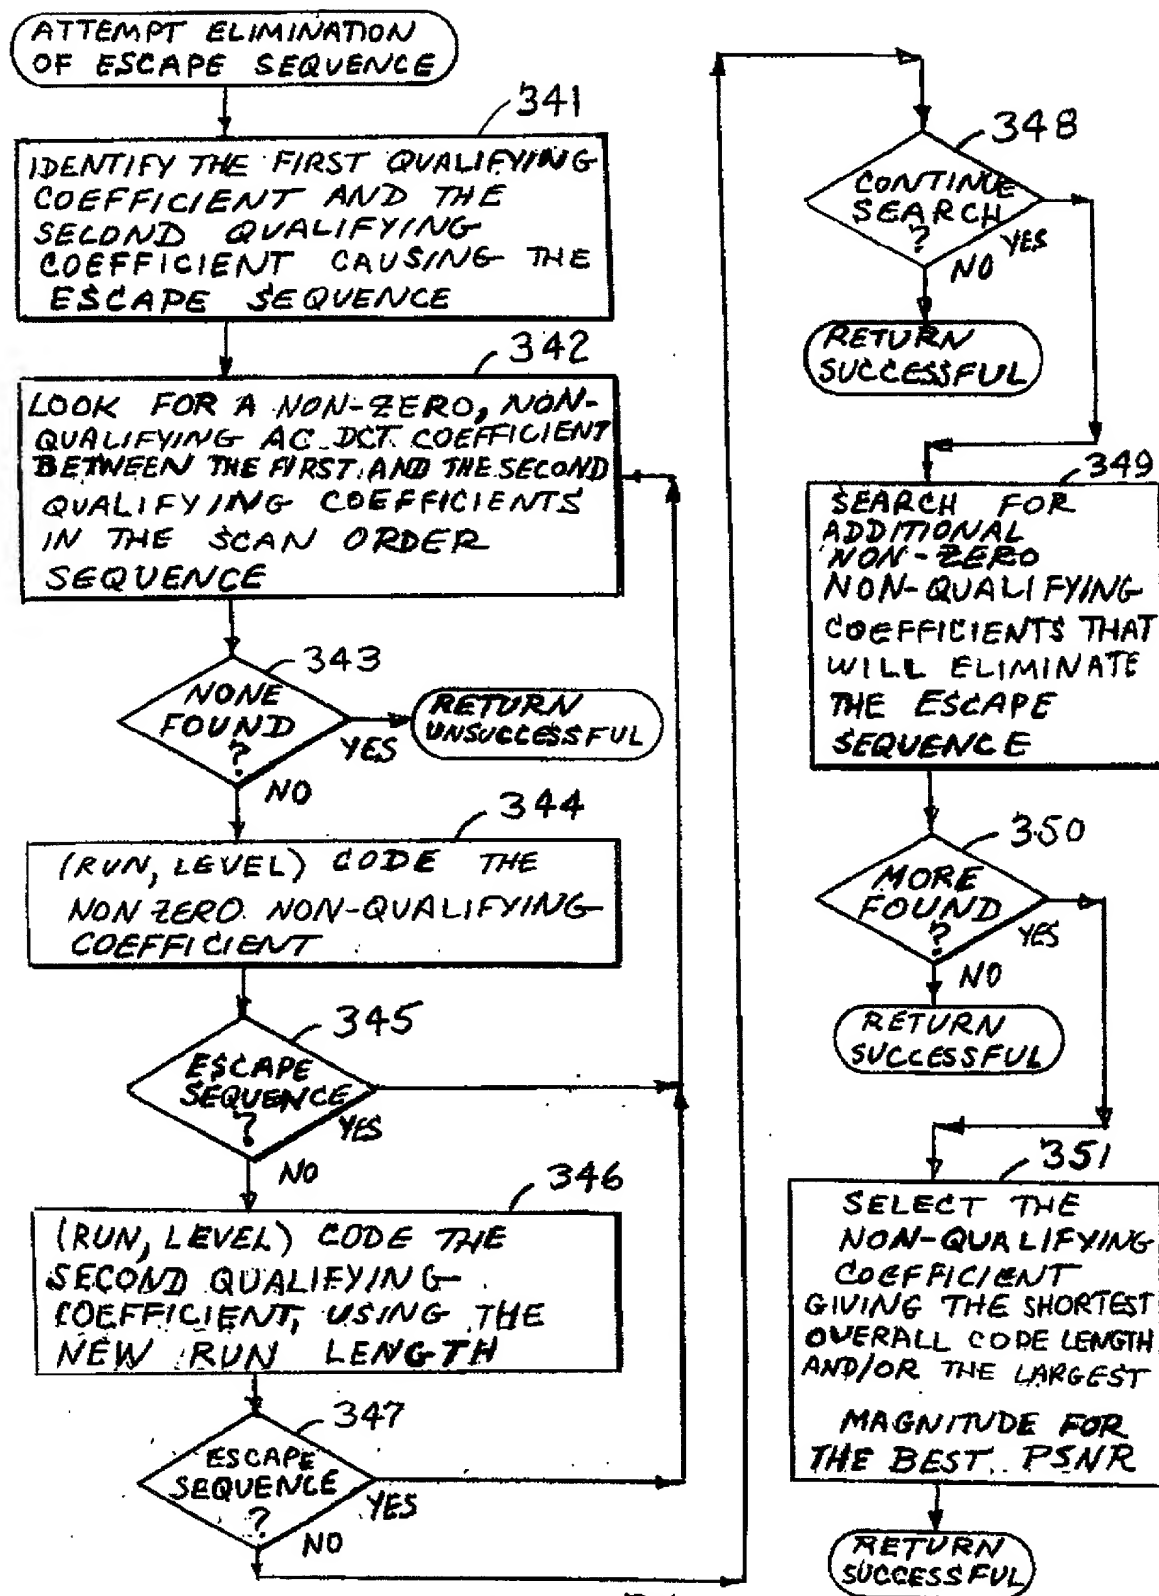 ATTEMPT ELIMINATION
OF ESCAPE SEQUENCE
341
IDENTIFY THE FIRST QUALIFYING
COEFFICIENT AND THE
SECOND QUALIFYING
COEFFICIENT CAUSING THE
ESCAPE SEQUENCE
342
LOOK FOR A NON-ZERO, NON-
QUALIFYING AC DCT COEFFICIENT
BETWEEN THE FIRST AND THE SECOND
QUALIFYING COEFFICIENTS
IN THE SCAN ORDER
SEQUENCE
343
NONE
FOUND
?
YES
NO
RETURN
UNSUCCESSFUL
344
(RUN, LEVEL) CODE THE
NON ZERO NON-QUALIFYING
COEFFICIENT
345
ESCAPE
SEQUENCE
?
YES
NO
346
(RUN, LEVEL) CODE THE
SECOND QUALIFYING
COEFFICIENT, USING THE
NEW RUN LENGTH
347
ESCAPE
SEQUENCE
?
YES
NO
348
CONTINUE
SEARCH
?
YES
NO
RETURN
SUCCESSFUL
349
SEARCH FOR
ADDITIONAL
NON-ZERO
NON-QUALIFYING
COEFFICIENTS THAT
WILL ELIMINATE
THE ESCAPE
SEQUENCE
350
MORE
FOUND
?
YES
NO
RETURN
SUCCESSFUL
351
SELECT THE
NON-QUALIFYING
COEFFICIENT
GIVING THE SHORTEST
OVERALL CODE LENGTH
AND/OR THE LARGEST
MAGNITUDE FOR
THE BEST PSNR
RETURN
SUCCESSFUL